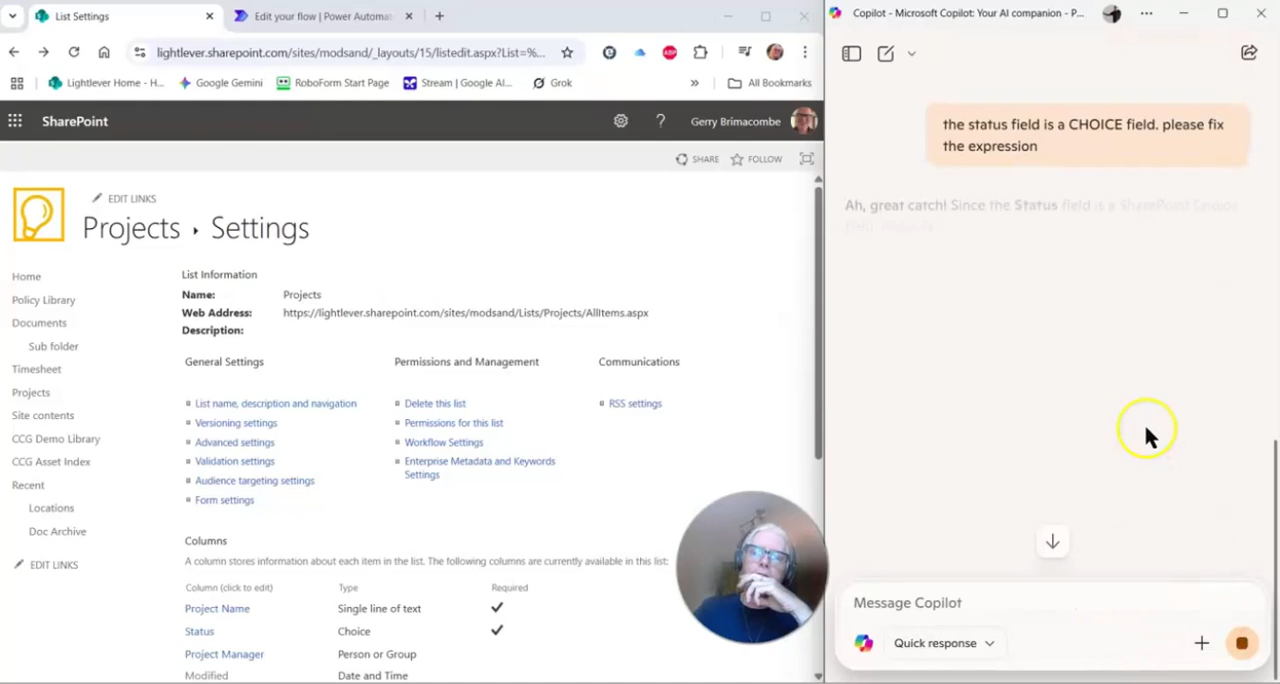 List Settings
Edit your flow | Power Automat
lightlever.sharepoint.com/sites/modsand/_layouts/15/listedit.aspx?List=%...
Lightlever Home - H...
Google Gemini
RoboForm Start Page
Stream | Google AI...
Grok
»
All Bookmarks
SharePoint
?
Gerry Brimacombe
SHARE
FOLLOW
EDIT LINKS
Projects › Settings
Home
Policy Library
Documents
Sub folder
Timesheet
Projects
Site contents
CCG Demo Library
CCG Asset Index
Recent
Locations
Doc Archive
EDIT LINKS
List Information
Name: Projects
Web Address: https://lightlever.sharepoint.com/sites/modsand/Lists/Projects/AllItems.aspx
Description:
General Settings
List name, description and navigation
Versioning settings
Advanced settings
Validation settings
Audience targeting settings
Form settings
Permissions and Management
Delete this list
Permissions for this list
Workflow Settings
Enterprise Metadata and Keywords
Settings
Communications
RSS settings
Columns
A column stores information about each item in the list. The following columns are currently available in this list:
Column (click to edit) Type Required
Project Name Single line of text ✔
Status Choice ✔
Project Manager Person or Group
Modified Date and Time
Copilot - Microsoft Copilot: Your AI companion - P...
the status field is a CHOICE field. please fix
the expression
Ah, great catch! Since the Status field is a SharePoint Choice
Message Copilot
Quick response